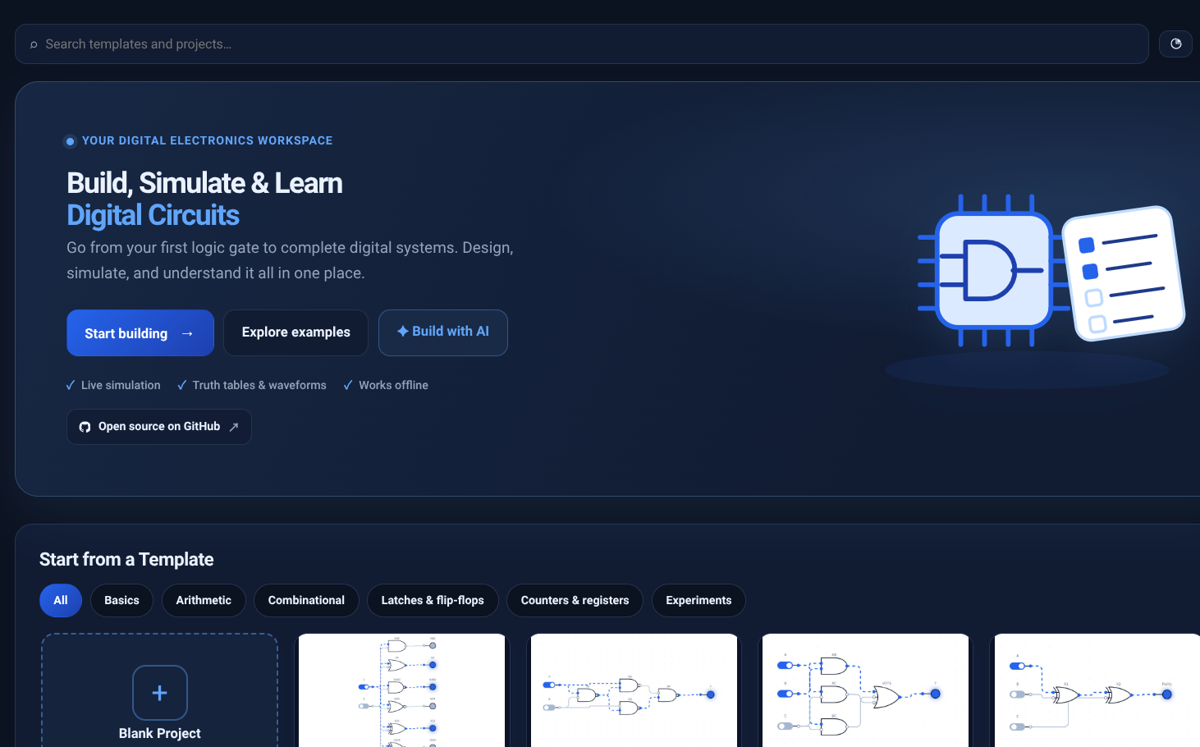 Search templates and projects...
YOUR DIGITAL ELECTRONICS WORKSPACE
Build, Simulate & Learn
Digital Circuits
Go from your first logic gate to complete digital systems. Design,
simulate, and understand it all in one place.
Start building →
Explore examples
Build with AI
✓ Live simulation ✓ Truth tables & waveforms ✓ Works offline
Open source on GitHub ↗
Start from a Template
All Basics Arithmetic Combinational Latches & flip-flops Counters & registers Experiments
Blank Project